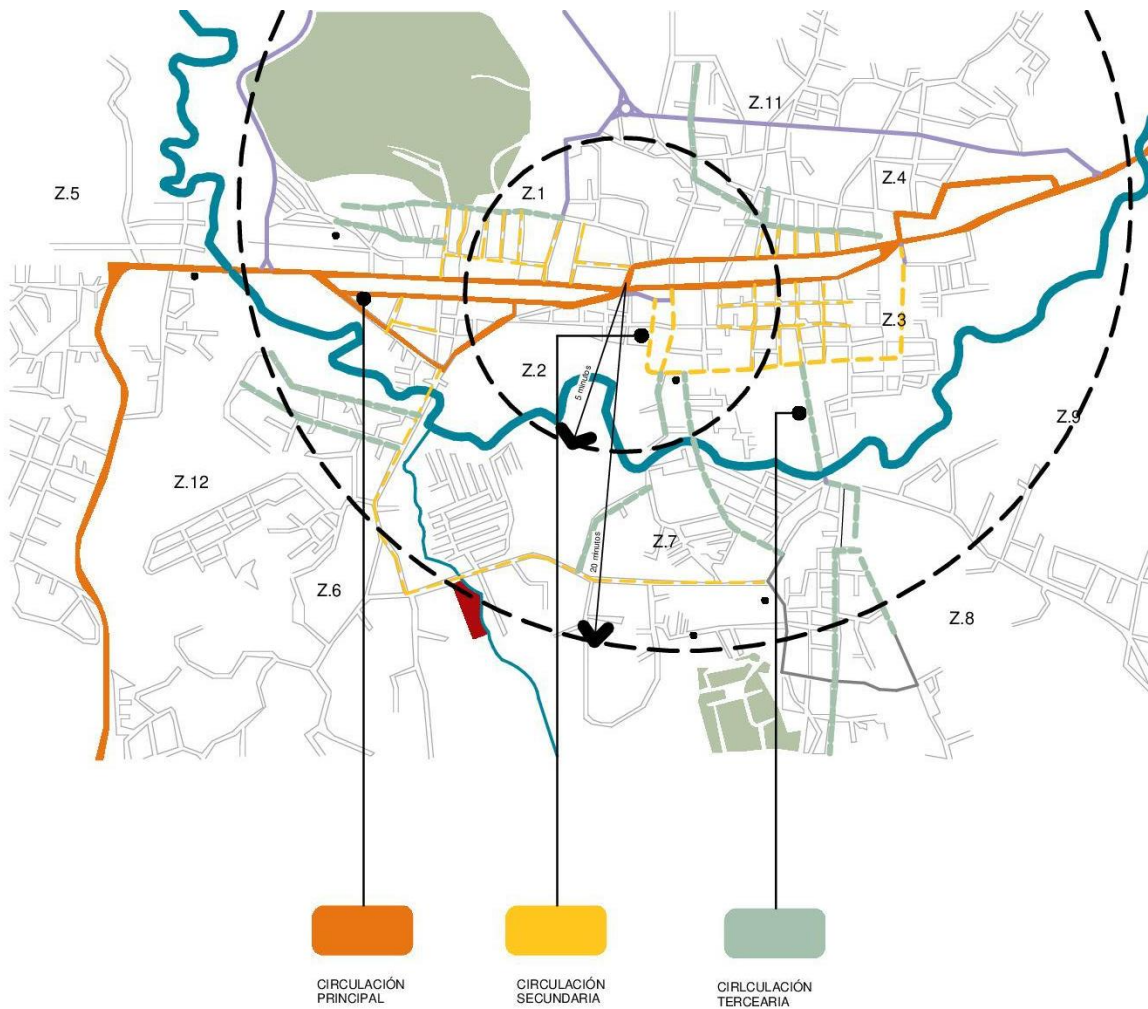 Z.11
Z.5
Z.1
Z.4
Z.3
Z.2
5 minutos
Z.9
Z.12
Z.7
20 minutos
Z.6
Z.8
CIRCULACIÓN
PRINCIPAL
CIRCULACIÓN
SECUNDARIA
CIRLCULACIÓN
TERCEARIA